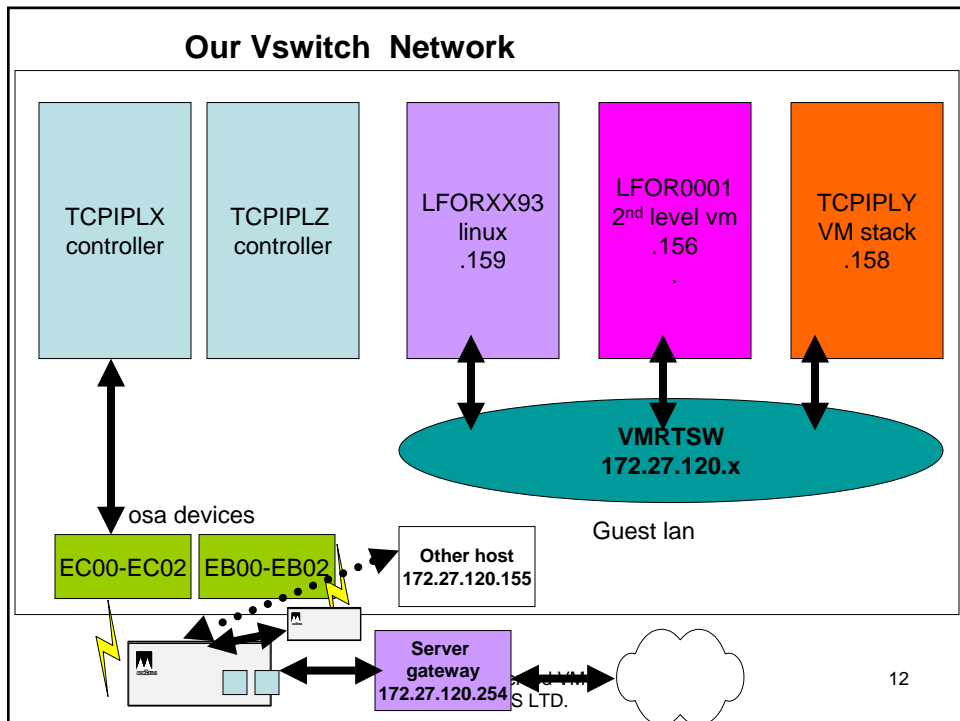 Our Vswitch Network
TCPIPLX
controller
TCPIPLZ
controller
LFORXX93
linux
.159
LFOR0001
2nd level vm
.156
.
TCPIPLY
VM stack
.158
VMRTSW
172.27.120.x
osa devices
Guest lan
EC00-EC02
EB00-EB02
Other host
172.27.120.155
Server
gateway
172.27.120.254
VM
S LTD.
12